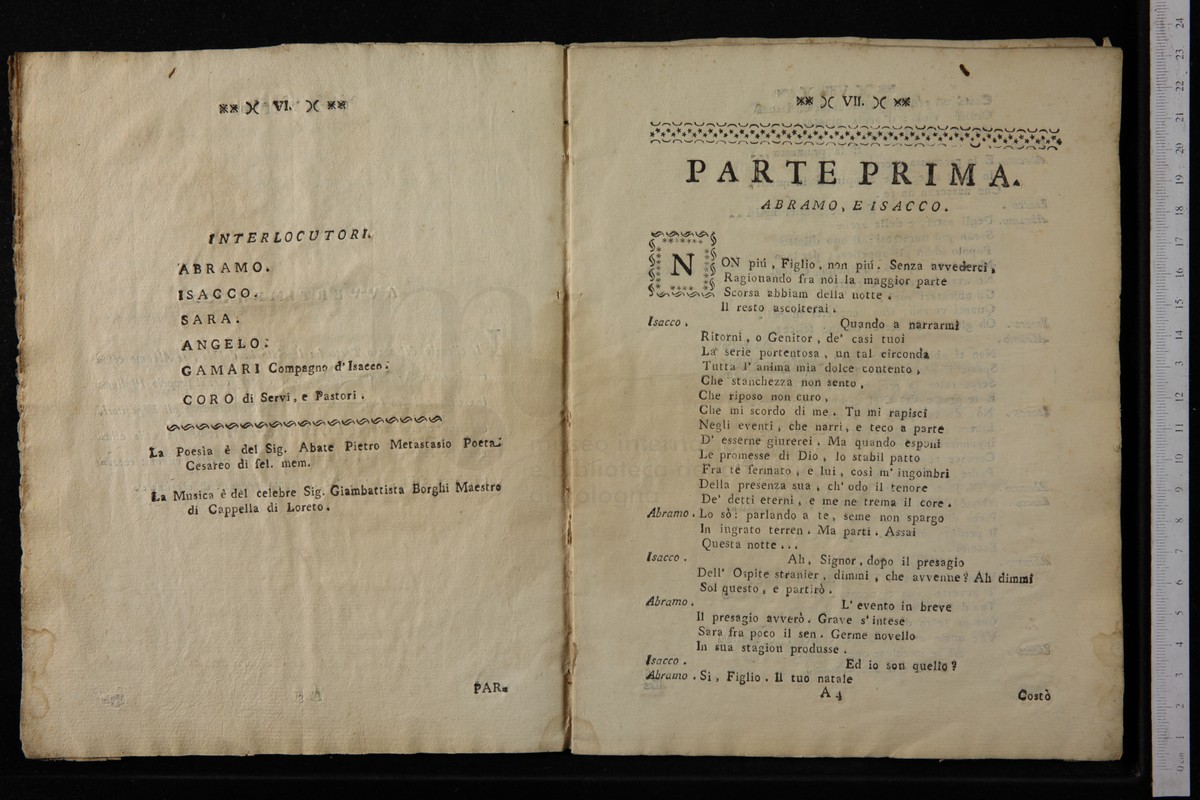 ** )( VI. )( **
INTERLOCUTORI.
ABRAMO.
ISACCO.
SARA.
ANGELO.
GAMARI Compagno d' Isacco.
CORO di Servi, e Pastori.
La Poesia è del Sig. Abate Pietro Metastasio Poeta
Cesareo di fel. mem.
La Musica è del celebre Sig. Giambattista Borghi Maestro
di Cappella di Loreto.
PAR-
** )( VII. )( **
PARTE PRIMA.
ABRAMO, E ISACCO.
NON piú, Figlio, non piú. Senza avvederci,
Ragionando fra noi la maggior parte
Scorsa abbiam della notte.
Il resto ascolterai.
Isacco. Quando a narrarmi
Ritorni, o Genitor, de' casi tuoi
La serie portentosa, un tal circonda
Tutta l' anima mia dolce contento,
Che stanchezza non sento,
Che riposo non curo,
Che mi scordo di me. Tu mi rapisci
Negli eventi, che narri, e teco a parte
D' esserne giurerei. Ma quando esponi
Le promesse di Dio, lo stabil patto
Fra te fermato, e lui, così m' ingombri
Della presenza sua, ch' odo il tenore
De' detti eterni, e me ne trema il core.
Abramo. Lo sò: parlando a te, seme non spargo
In ingrato terren. Ma parti. Assai
Questa notte...
Isacco. Ah, Signor, dopo il presagio
Dell' Ospite stranier, dimmi, che avvenne? Ah dimmi
Sol questo, e partirò.
Abramo. L' evento in breve
Il presagio avverò. Grave s' intese
Sara fra poco il sen. Germe novello
In sua stagion produsse.
Isacco. Ed io son quello?
Abramo. Sì, Figlio. Il tuo natale
A 4
Costò